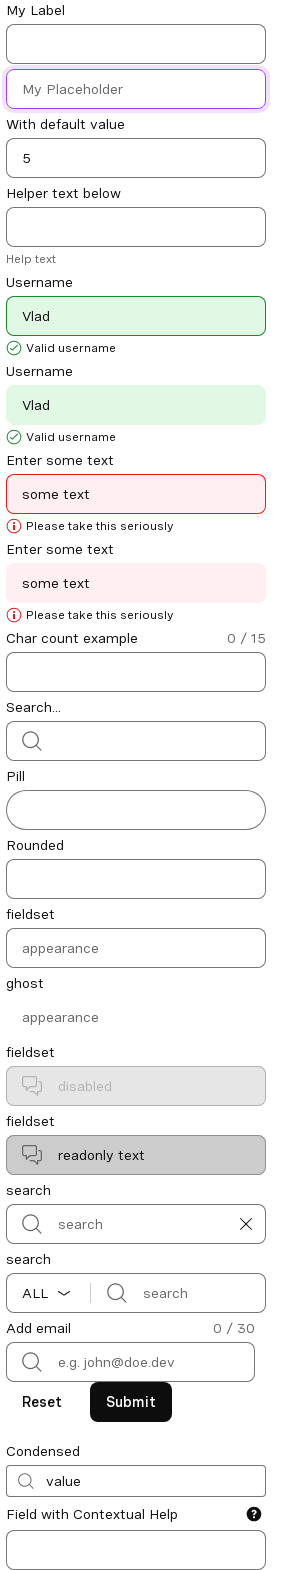 My Label
My Placeholder
With default value
5
Helper text below
Help text
Username
Vlad
Valid username
Username
Vlad
Valid username
Enter some text
some text
Please take this seriously
Enter some text
some text
Please take this seriously
Char count example 0 / 15
Search...
Pill
Rounded
fieldset
appearance
ghost
appearance
fieldset
disabled
fieldset
readonly text
search
search
search
ALL search
Add email 0 / 30
e.g. john@doe.dev
Reset Submit
Condensed
value
Field with Contextual Help ?